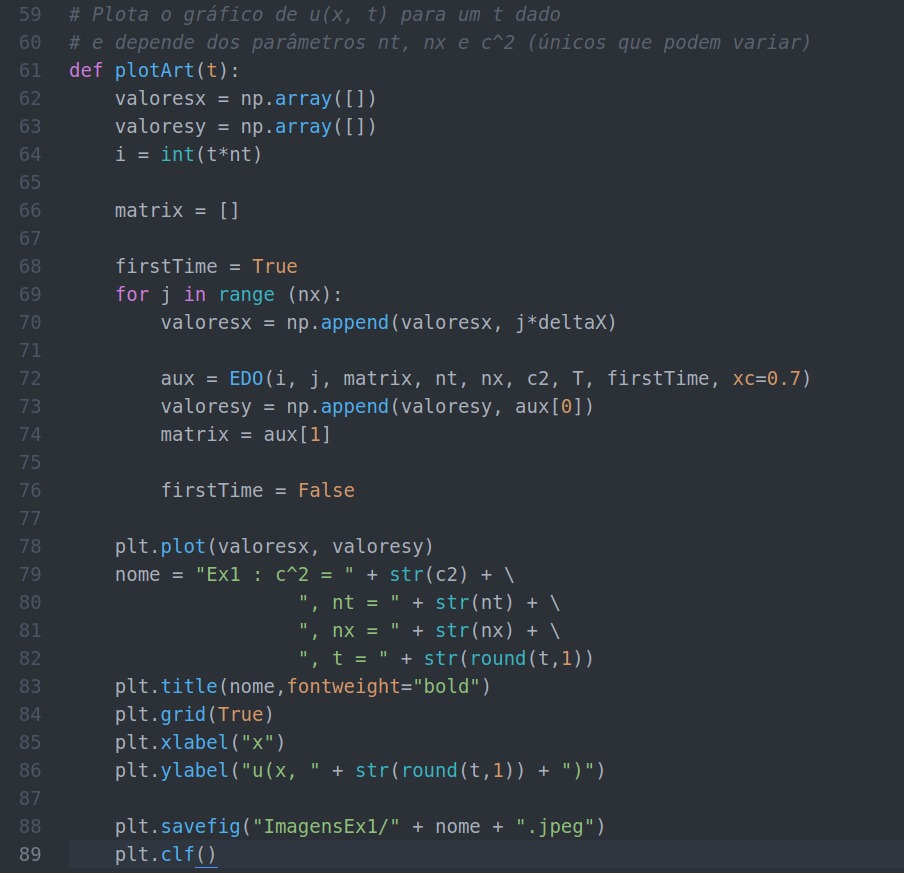 59 # Plota o gráfico de u(x, t) para um t dado
60 # e depende dos parâmetros nt, nx e c^2 (únicos que podem variar)
61 def plotArt(t):
62     valoresx = np.array([])
63     valoresy = np.array([])
64     i = int(t*nt)
65
66     matrix = []
67
68     firstTime = True
69     for j in range (nx):
70         valoresx = np.append(valoresx, j*deltaX)
71
72         aux = EDO(i, j, matrix, nt, nx, c2, T, firstTime, xc=0.7)
73         valoresy = np.append(valoresy, aux[0])
74         matrix = aux[1]
75
76         firstTime = False
77
78     plt.plot(valoresx, valoresy)
79     nome = "Ex1 : c^2 = " + str(c2) + \
80                     ", nt = " + str(nt) + \
81                     ", nx = " + str(nx) + \
82                     ", t = " + str(round(t,1))
83     plt.title(nome,fontweight="bold")
84     plt.grid(True)
85     plt.xlabel("x")
86     plt.ylabel("u(x, " + str(round(t,1)) + ")")
87
88     plt.savefig("ImagensEx1/" + nome + ".jpeg")
89     plt.clf()